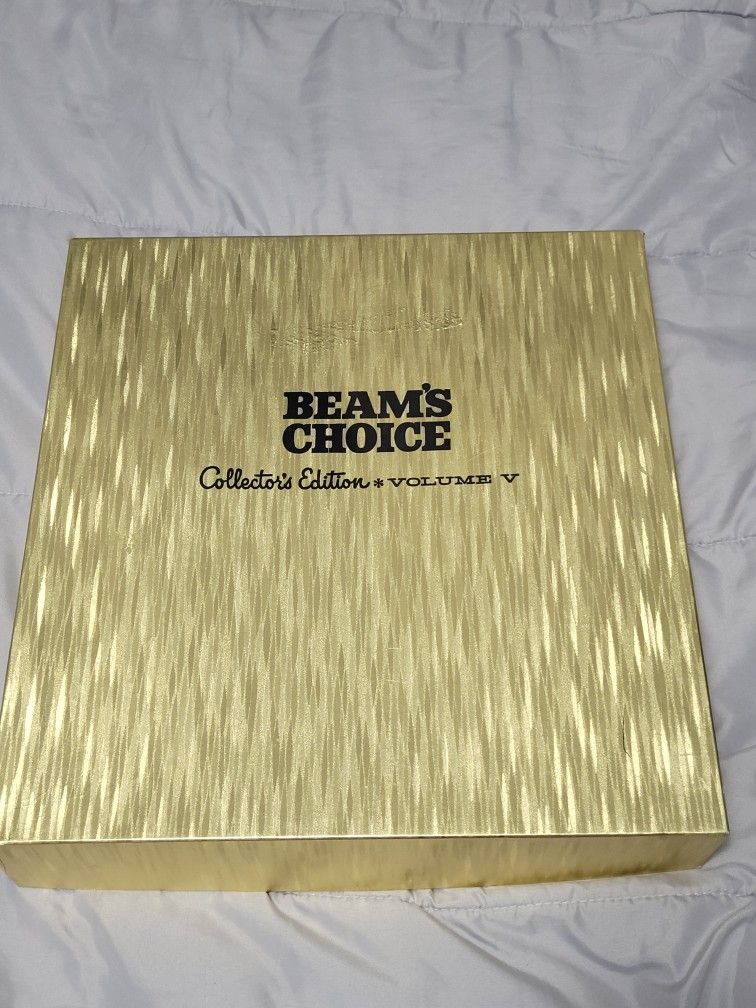 BEAM'S
CHOICE
Collector's Edition * VOLUME V